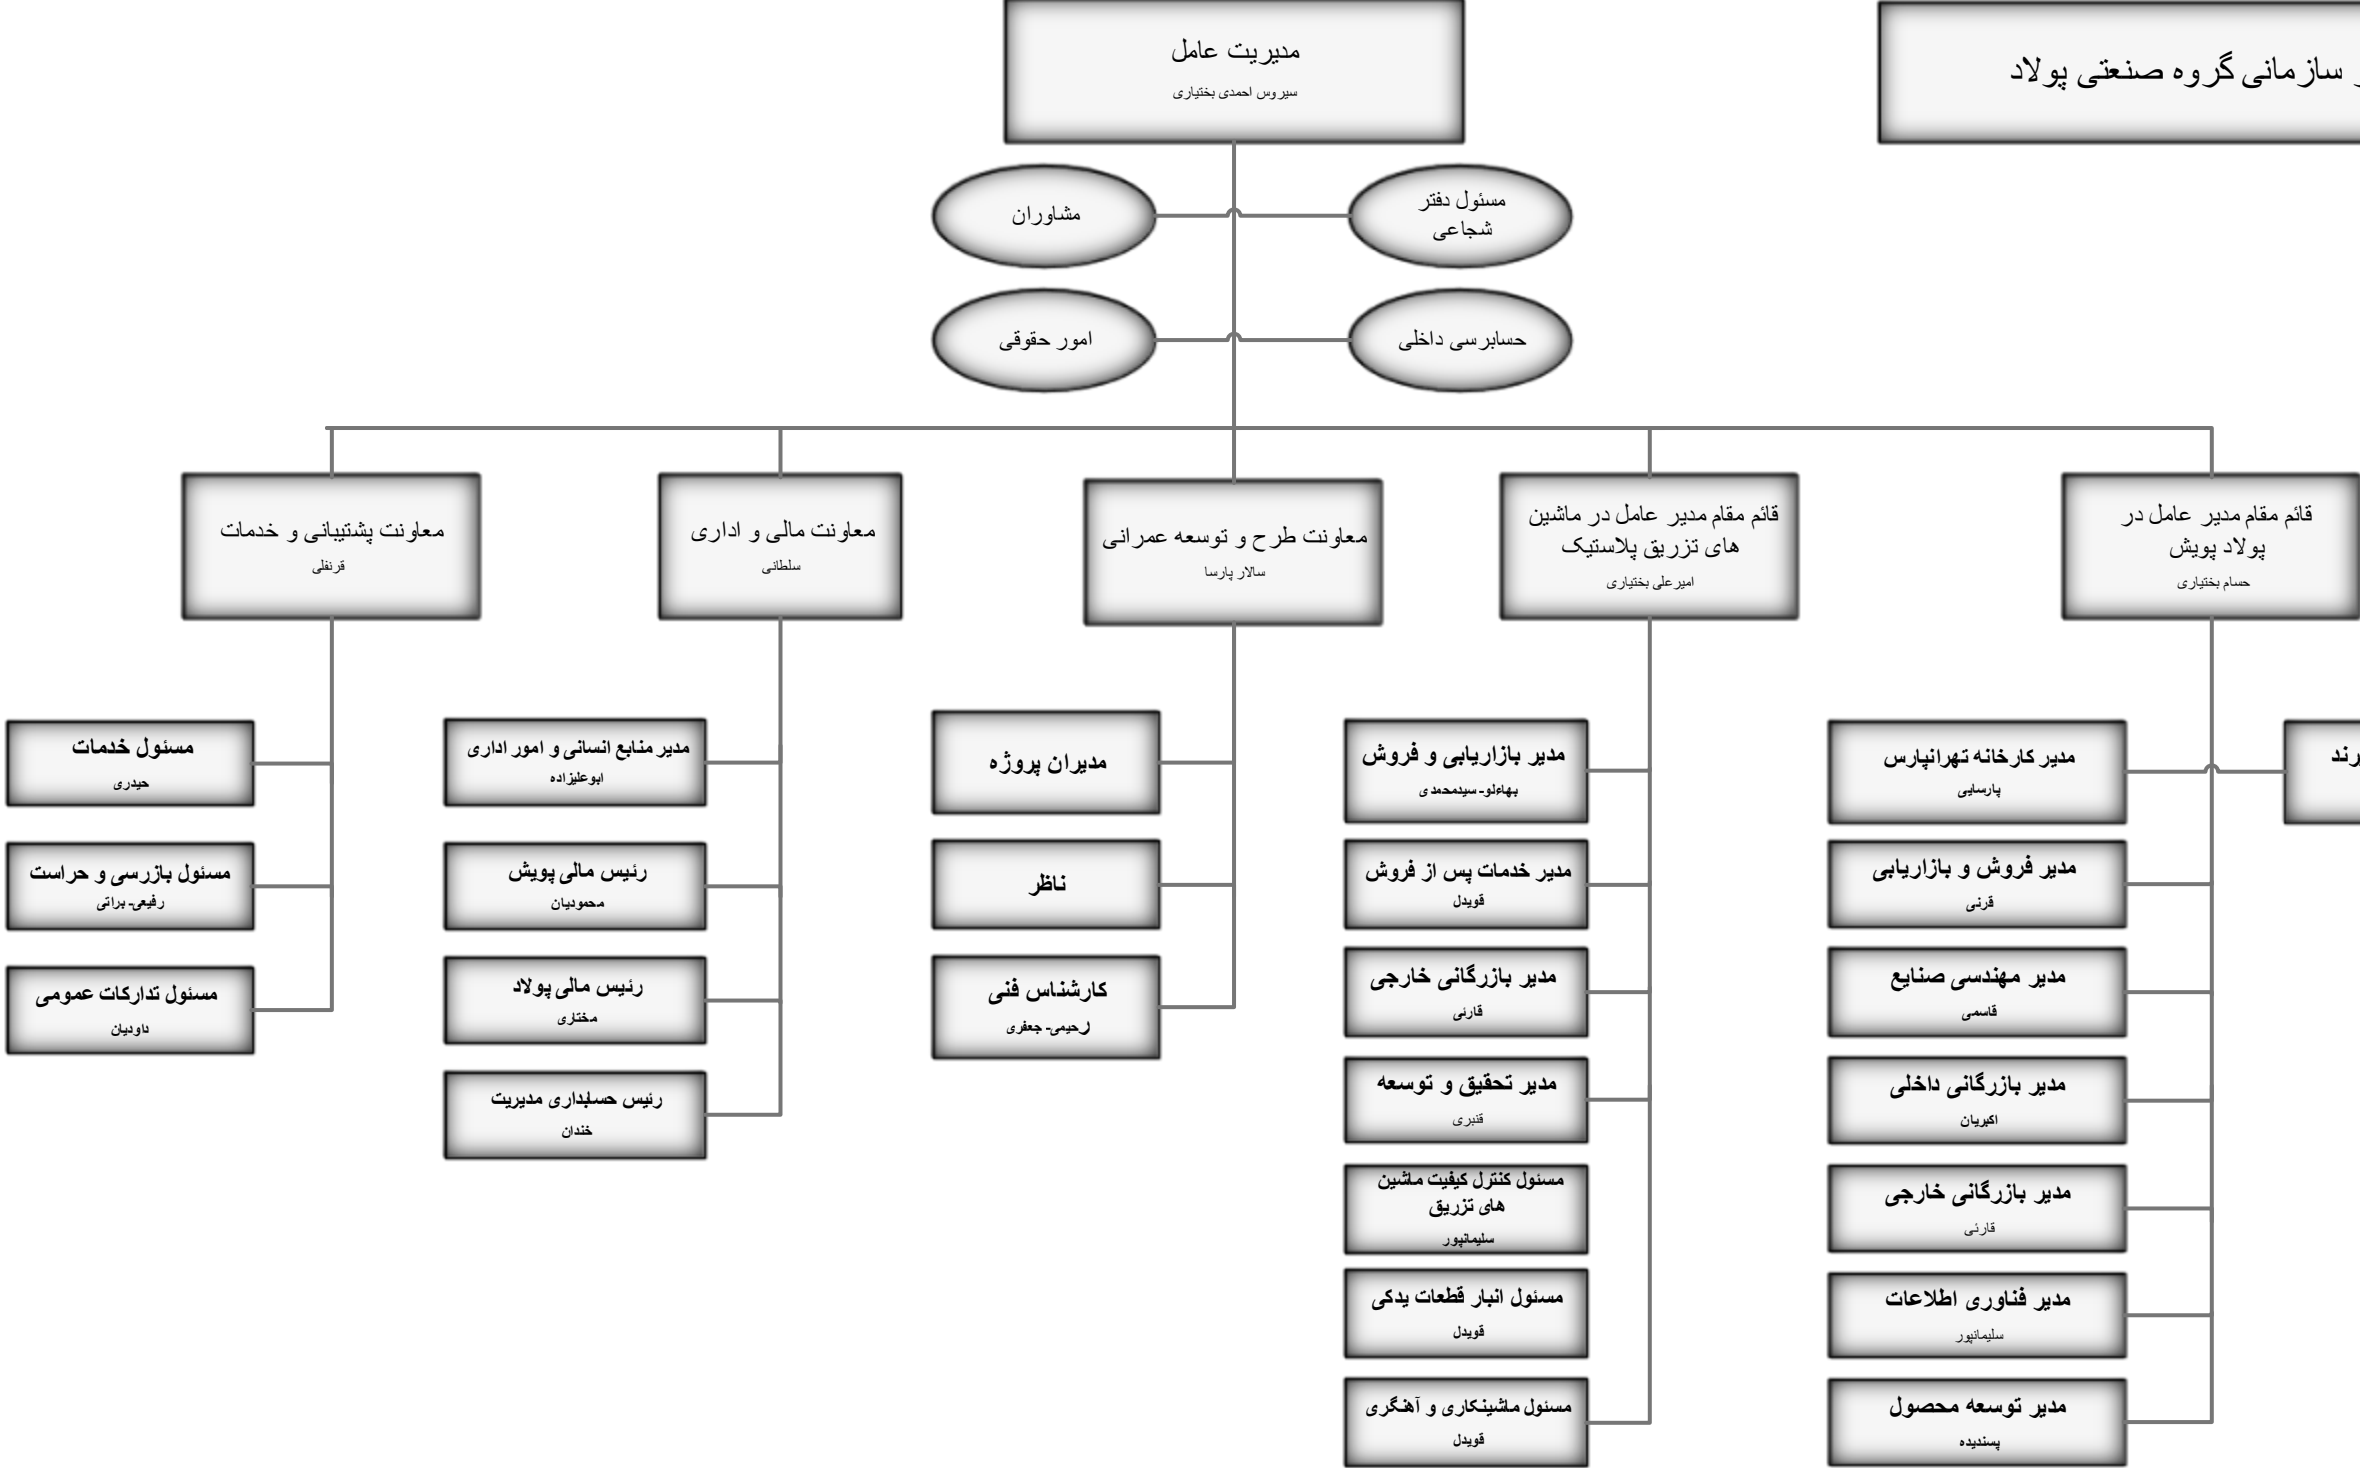 سازمانی گروه صنعتی پولاد
مدیریت عامل
سیروس احمدی بختیاری
مسئول دفتر
شجاعی
مشاوران
حسابرسی داخلی
امور حقوقی
قائم مقام مدیر عامل در
پولاد پویش
حسام بختیاری
قائم مقام مدیر عامل در ماشین
های تزریق پلاستیک
امیرعلی بختیاری
معاونت طرح و توسعه عمرانی
سالار پارسا
معاونت مالی و اداری
سلطانی
معاونت پشتیبانی و خدمات
قرنفلی
مدیر کارخانه تهرانپارس
پارسایی
مدیر فروش و بازاریابی
قرنی
مدیر مهندسی صنایع
قاسمی
مدیر بازرگانی داخلی
اکبریان
مدیر بازرگانی خارجی
قارئی
مدیر فناوری اطلاعات
سلیمانپور
مدیر توسعه محصول
پسندیده
مدیر بازاریابی و فروش
بهاءلو- سیدمحمدی
مدیر خدمات پس از فروش
قویدل
مدیر بازرگانی خارجی
قارئی
مدیر تحقیق و توسعه
قنبری
مسئول کنترل کیفیت ماشین
های تزریق
سلیمانپور
مسئول انبار قطعات یدکی
قویدل
مسئول ماشینکاری و آهنگری
قویدل
مدیران پروژه
ناظر
کارشناس فنی
رحیمی- جعفری
مدیر منابع انسانی و امور اداری
ابوعلیزاده
رئیس مالی پویش
محمودیان
رئیس مالی پولاد
مختاری
رئیس حسابداری مدیریت
خندان
مسئول خدمات
حیدری
مسئول بازرسی و حراست
رفیعی- براتی
مسئول تدارکات عمومی
داودیان